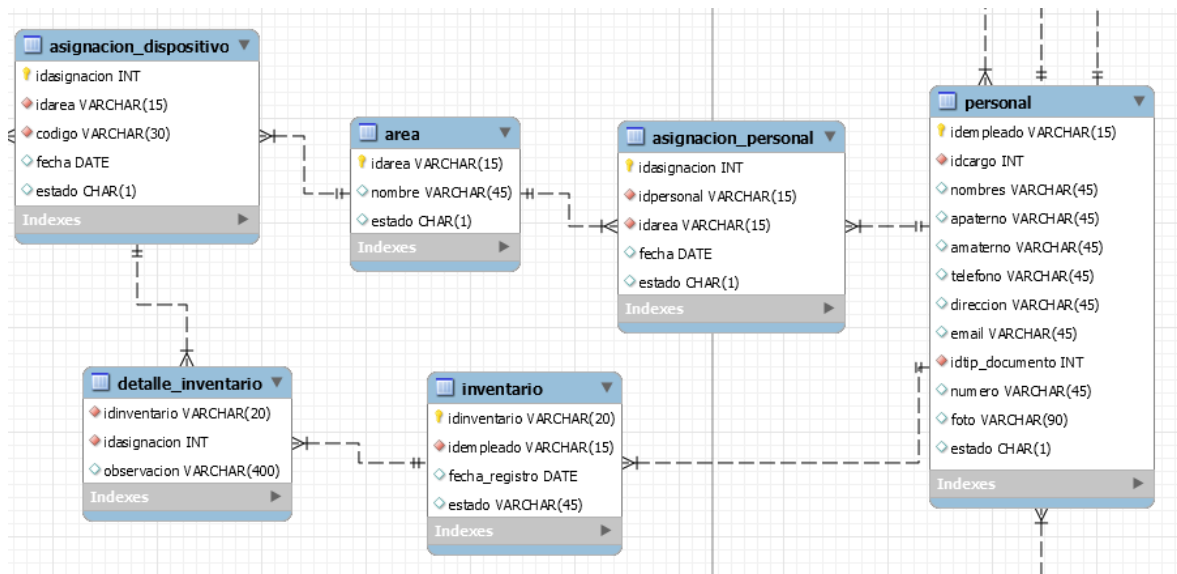 asignacion_dispositivo
idasignacion INT
idarea VARCHAR(15)
codigo VARCHAR(30)
fecha DATE
estado CHAR(1)
Indexes
area
idarea VARCHAR(15)
nombre VARCHAR(45)
estado CHAR(1)
Indexes
asignacion_personal
idasignacion INT
idpersonal VARCHAR(15)
idarea VARCHAR(15)
fecha DATE
estado CHAR(1)
Indexes
personal
idempleado VARCHAR(15)
idcargo INT
nombres VARCHAR(45)
apaterno VARCHAR(45)
amaterno VARCHAR(45)
telefono VARCHAR(45)
direccion VARCHAR(45)
email VARCHAR(45)
idtip_documento INT
numero VARCHAR(45)
foto VARCHAR(90)
estado CHAR(1)
Indexes
detalle_inventario
idinventario VARCHAR(20)
idasignacion INT
observacion VARCHAR(400)
Indexes
inventario
idinventario VARCHAR(20)
idempleado VARCHAR(15)
fecha_registro DATE
estado VARCHAR(45)
Indexes